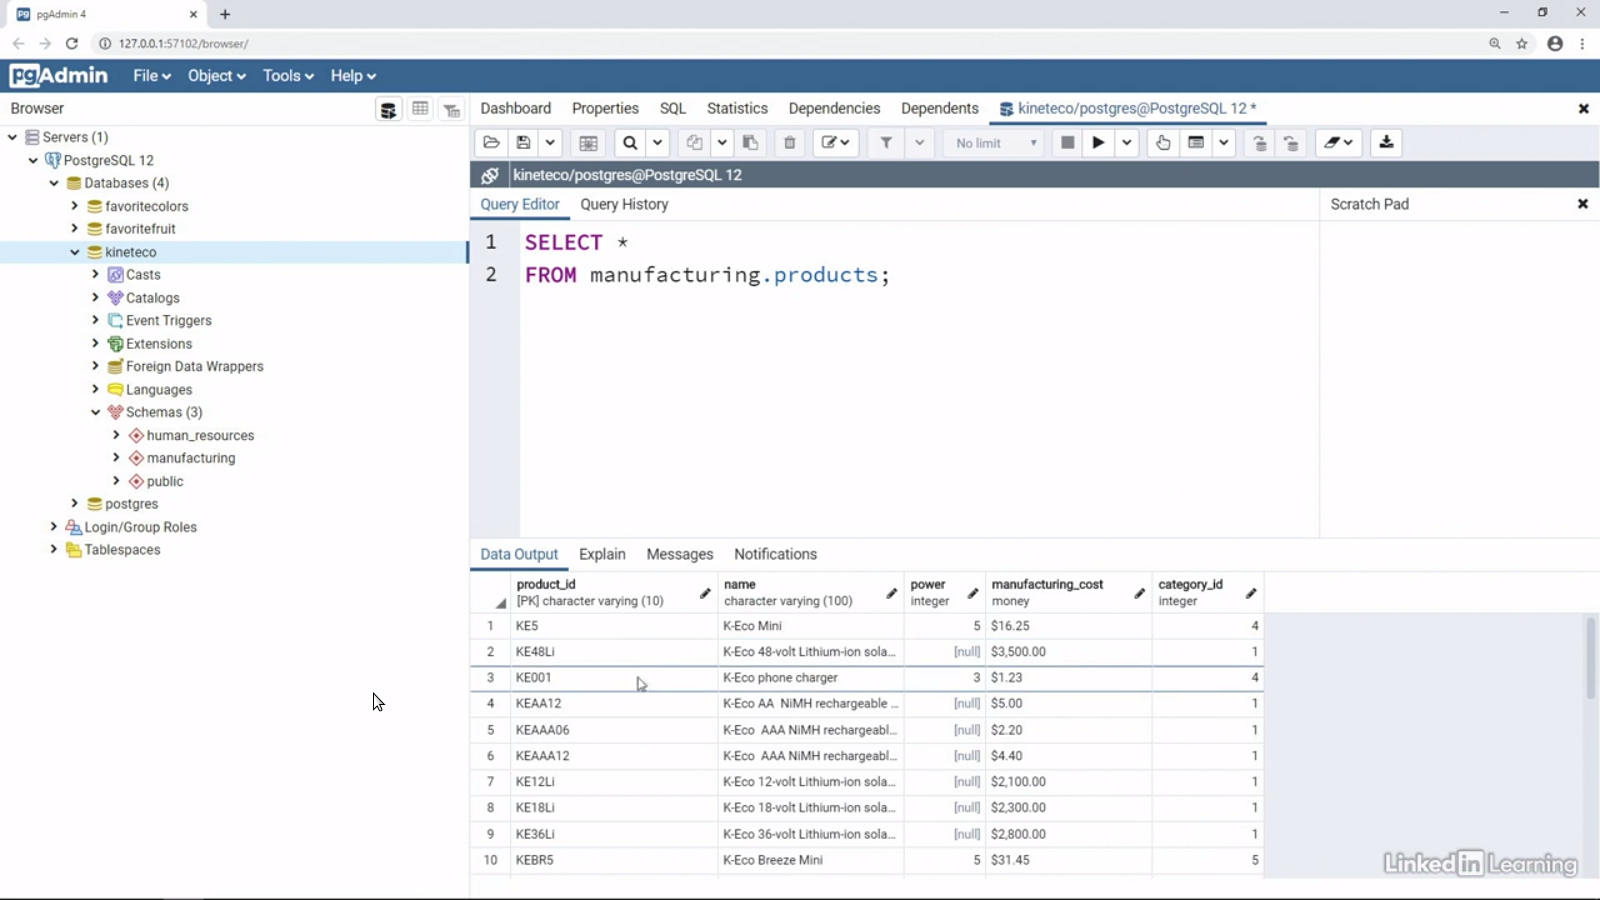 pgAdmin 4
127.0.0.1:57102/browser/
pgAdmin File Object Tools Help
Browser
Dashboard Properties SQL Statistics Dependencies Dependents kineteco/postgres@PostgreSQL 12 *
Servers (1)
PostgreSQL 12
Databases (4)
favoritecolors
favoritefruit
kineteco
Casts
Catalogs
Event Triggers
Extensions
Foreign Data Wrappers
Languages
Schemas (3)
human_resources
manufacturing
public
postgres
Login/Group Roles
Tablespaces
No limit
kineteco/postgres@PostgreSQL 12
Query Editor Query History
Scratch Pad
1 SELECT *
2 FROM manufacturing.products;
Data Output Explain Messages Notifications
product_id name power manufacturing_cost category_id
[PK] character varying (10) character varying (100) integer money integer
1 KE5 K-Eco Mini 5 $16.25 4
2 KE48Li K-Eco 48-volt Lithium-ion sola... [null] $3,500.00 1
3 KE001 K-Eco phone charger 3 $1.23 4
4 KEAA12 K-Eco AA  NiMH rechargeable ... [null] $5.00 1
5 KEAAA06 K-Eco  AAA NiMH rechargeabl... [null] $2.20 1
6 KEAAA12 K-Eco  AAA NiMH rechargeabl... [null] $4.40 1
7 KE12Li K-Eco 12-volt Lithium-ion sola... [null] $2,100.00 1
8 KE18Li K-Eco 18-volt Lithium-ion sola... [null] $2,300.00 1
9 KE36Li K-Eco 36-volt Lithium-ion sola... [null] $2,800.00 1
10 KEBR5 K-Eco Breeze Mini 5 $31.45 5
LinkedIn Learning